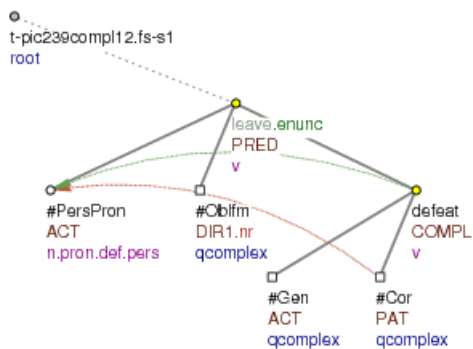 t-pic239compl12.fs-s1
root
leave.enunc
PRED
v
#PersPron
ACT
n.pron.def.pers
#Oblfm
DIR1.nr
qcomplex
defeat
COMPL
v
#Gen
ACT
qcomplex
#Cor
PAT
qcomplex